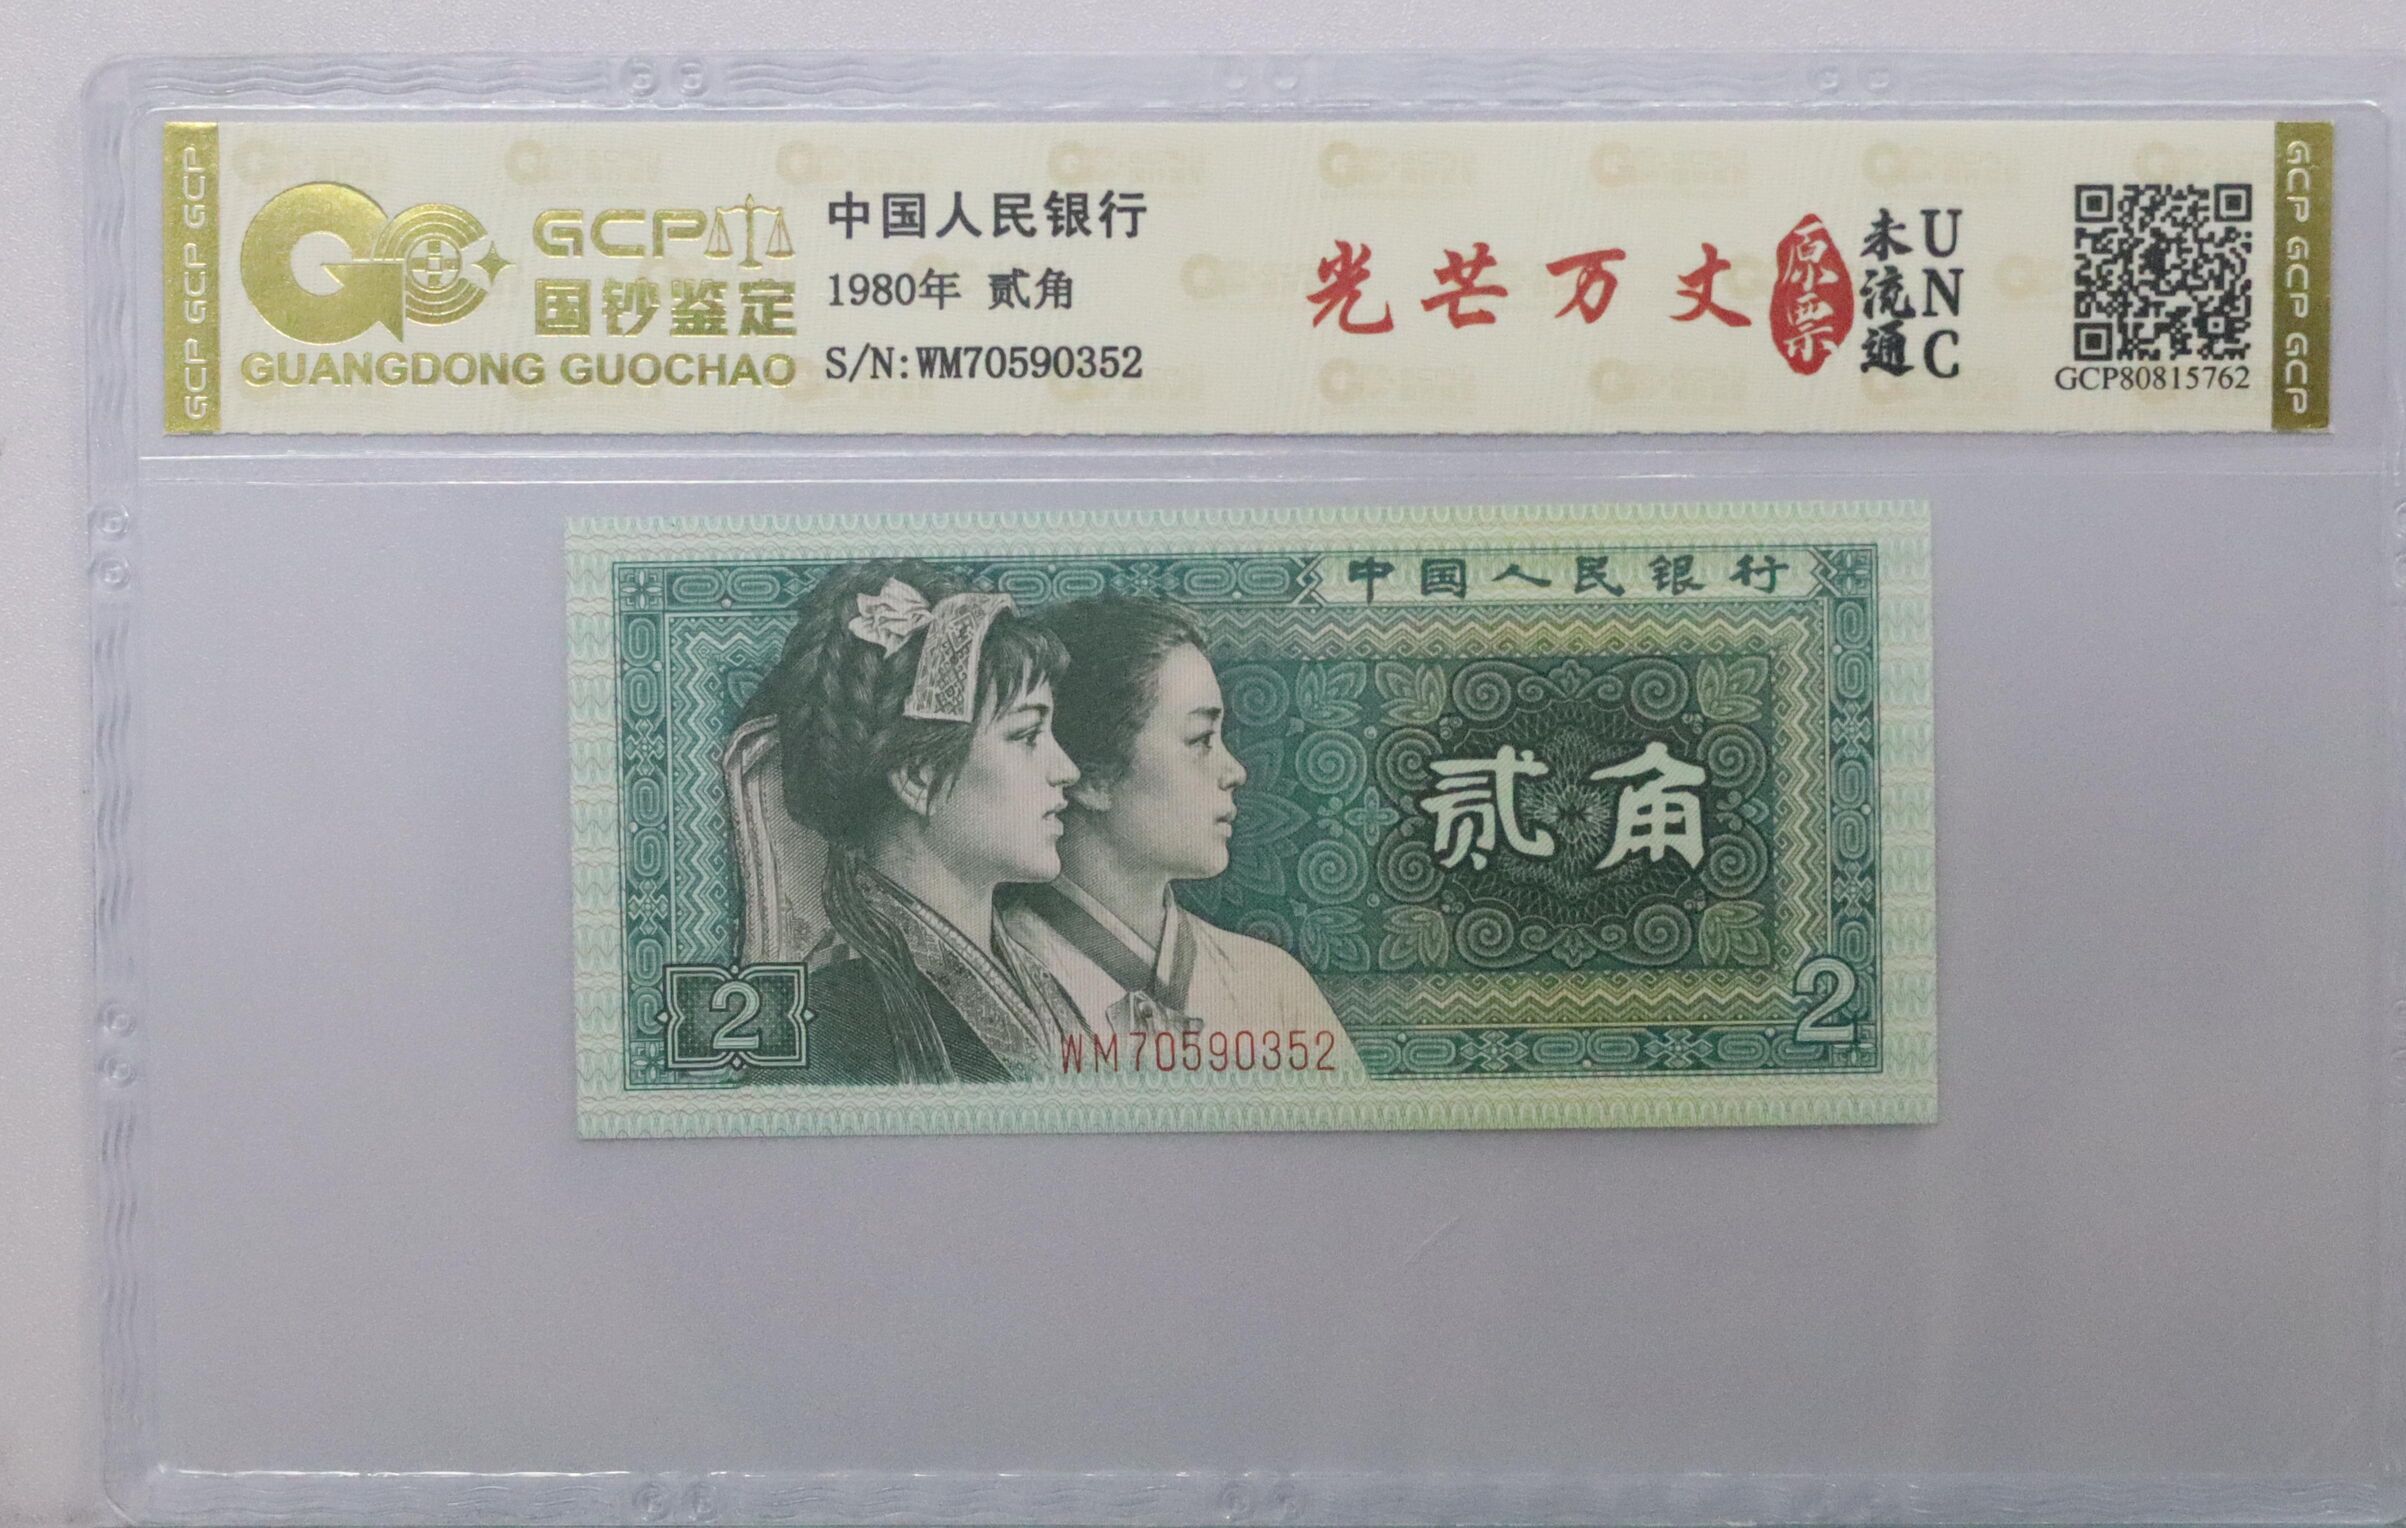 GCP GCP GCP
GCP
国钞鉴定
GUANGDONG GUOCHAO
中国人民银行
1980年 贰角
S/N:WM70590352
光芒万丈
原票
未流通
UNC
GCP80815762
GCP GCP GCP
中国人民银行
贰角
2
WM70590352
2